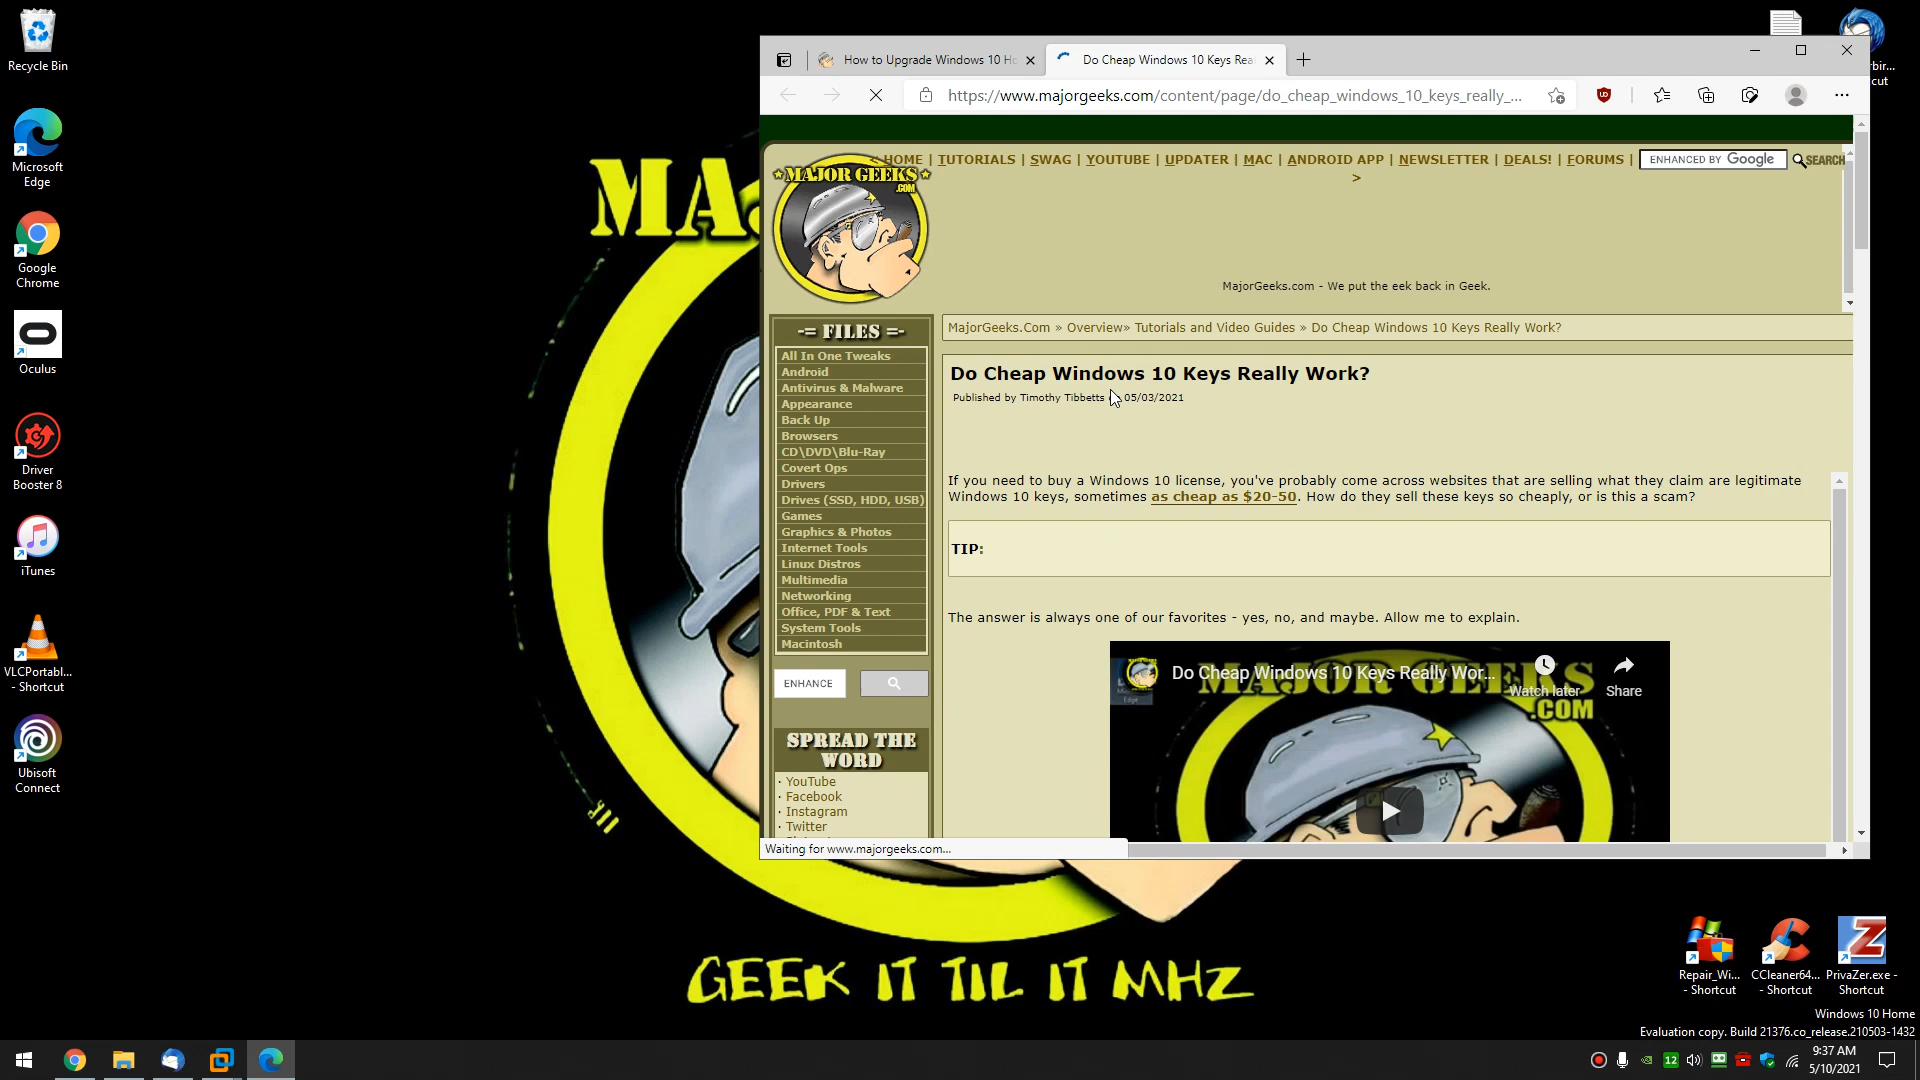 Recycle Bin
Microsoft
Edge
Google
Chrome
Oculus
Driver
Booster 8
iTunes
VLCPortabl...
- Shortcut
Ubisoft
Connect
MA
GEEK IT TIL IT MHZ
How to Upgrade Windows 10 Ho
Do Cheap Windows 10 Keys Rea
https://www.majorgeeks.com/content/page/do_cheap_windows_10_keys_really_...
MAJOR GEEKS
.COM
< HOME | TUTORIALS | SWAG | YOUTUBE | UPDATER | MAC | ANDROID APP | NEWSLETTER | DEALS! | FORUMS |
>
ENHANCED BY Google
SEARCH
MajorGeeks.com - We put the eek back in Geek.
-= FILES =-
All In One Tweaks
Android
Antivirus & Malware
Appearance
Back Up
Browsers
CD\DVD\Blu-Ray
Covert Ops
Drivers
Drives (SSD, HDD, USB)
Games
Graphics & Photos
Internet Tools
Linux Distros
Multimedia
Networking
Office, PDF & Text
System Tools
Macintosh
ENHANCE
SPREAD THE
WORD
· YouTube
· Facebook
· Instagram
· Twitter
MajorGeeks.Com » Overview» Tutorials and Video Guides » Do Cheap Windows 10 Keys Really Work?
Do Cheap Windows 10 Keys Really Work?
Published by Timothy Tibbetts 05/03/2021
If you need to buy a Windows 10 license, you've probably come across websites that are selling what they claim are legitimate
Windows 10 keys, sometimes as cheap as $20-50. How do they sell these keys so cheaply, or is this a scam?
TIP:
The answer is always one of our favorites - yes, no, and maybe. Allow me to explain.
Do Cheap Windows 10 Keys Really Wor...
Watch later
Share
MAJOR GEEKS
.COM
Edge
Waiting for www.majorgeeks.com...
cut
Repair_Wi...
- Shortcut
CCleaner64...
- Shortcut
PrivaZer.exe -
Shortcut
Windows 10 Home
Evaluation copy. Build 21376.co_release.210503-1432
12
9:37 AM
5/10/2021